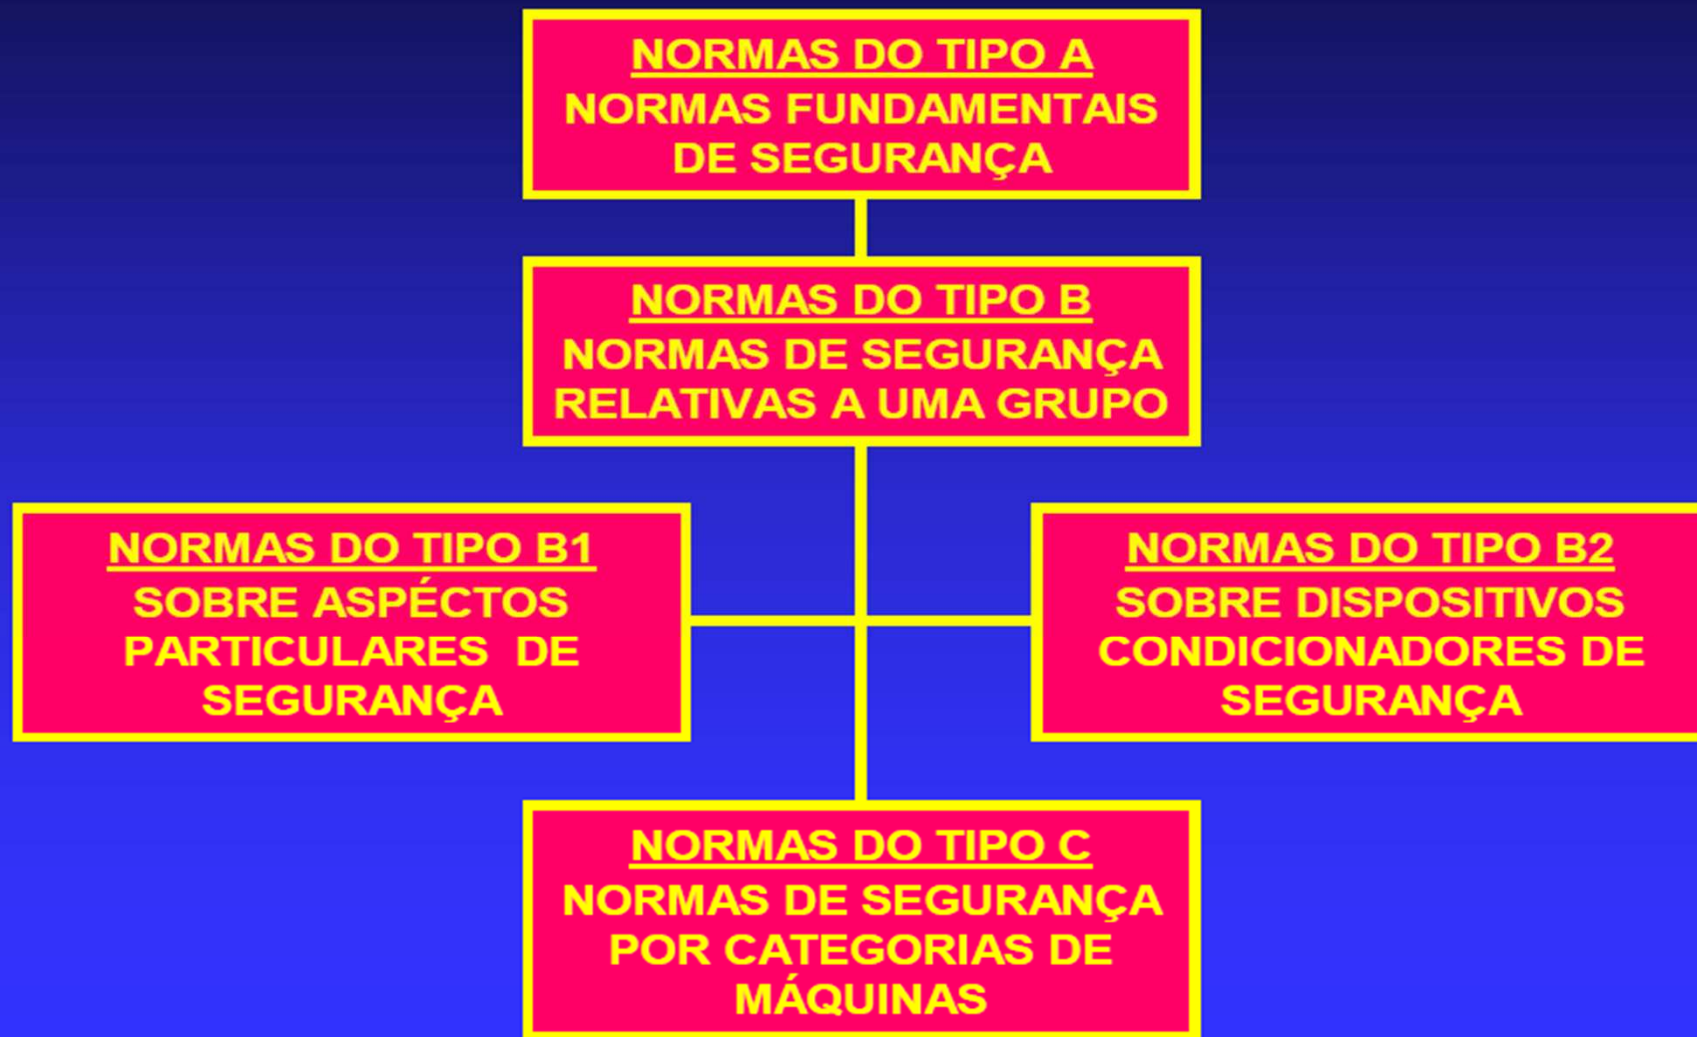 NORMAS DO TIPO A
NORMAS FUNDAMENTAIS
DE SEGURANÇA
NORMAS DO TIPO B
NORMAS DE SEGURANÇA
RELATIVAS A UMA GRUPO
NORMAS DO TIPO B1
SOBRE ASPÉCTOS
PARTICULARES  DE
SEGURANÇA
NORMAS DO TIPO B2
SOBRE DISPOSITIVOS
CONDICIONADORES DE
SEGURANÇA
NORMAS DO TIPO C
NORMAS DE SEGURANÇA
POR CATEGORIAS DE
MÁQUINAS